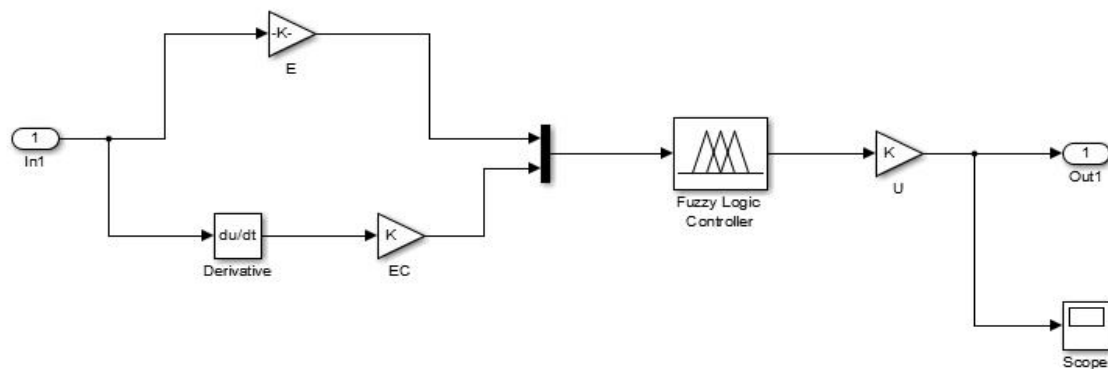 -K-
E
1
In1
du/dt
Derivative
K
EC
Fuzzy Logic
Controller
K
U
1
Out1
Scope